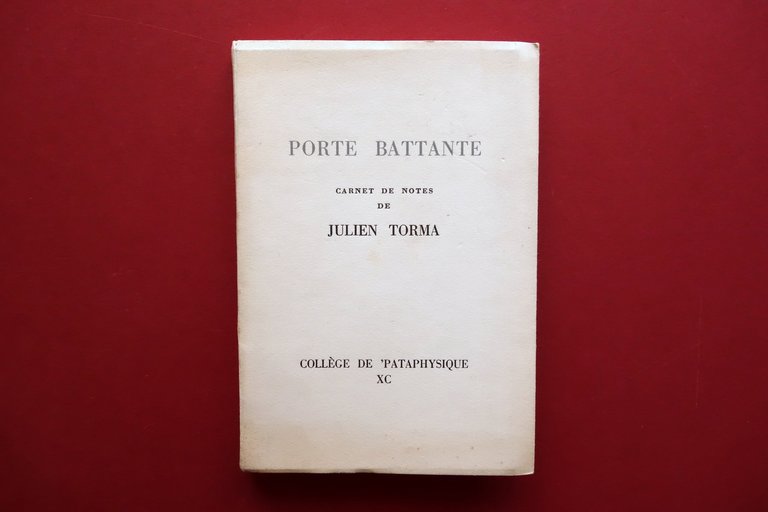 PORTE BATTANTE
CARNET DE NOTES
DE
JULIEN TORMA
COLLÈGE DE 'PATAPHYSIQUE
XC